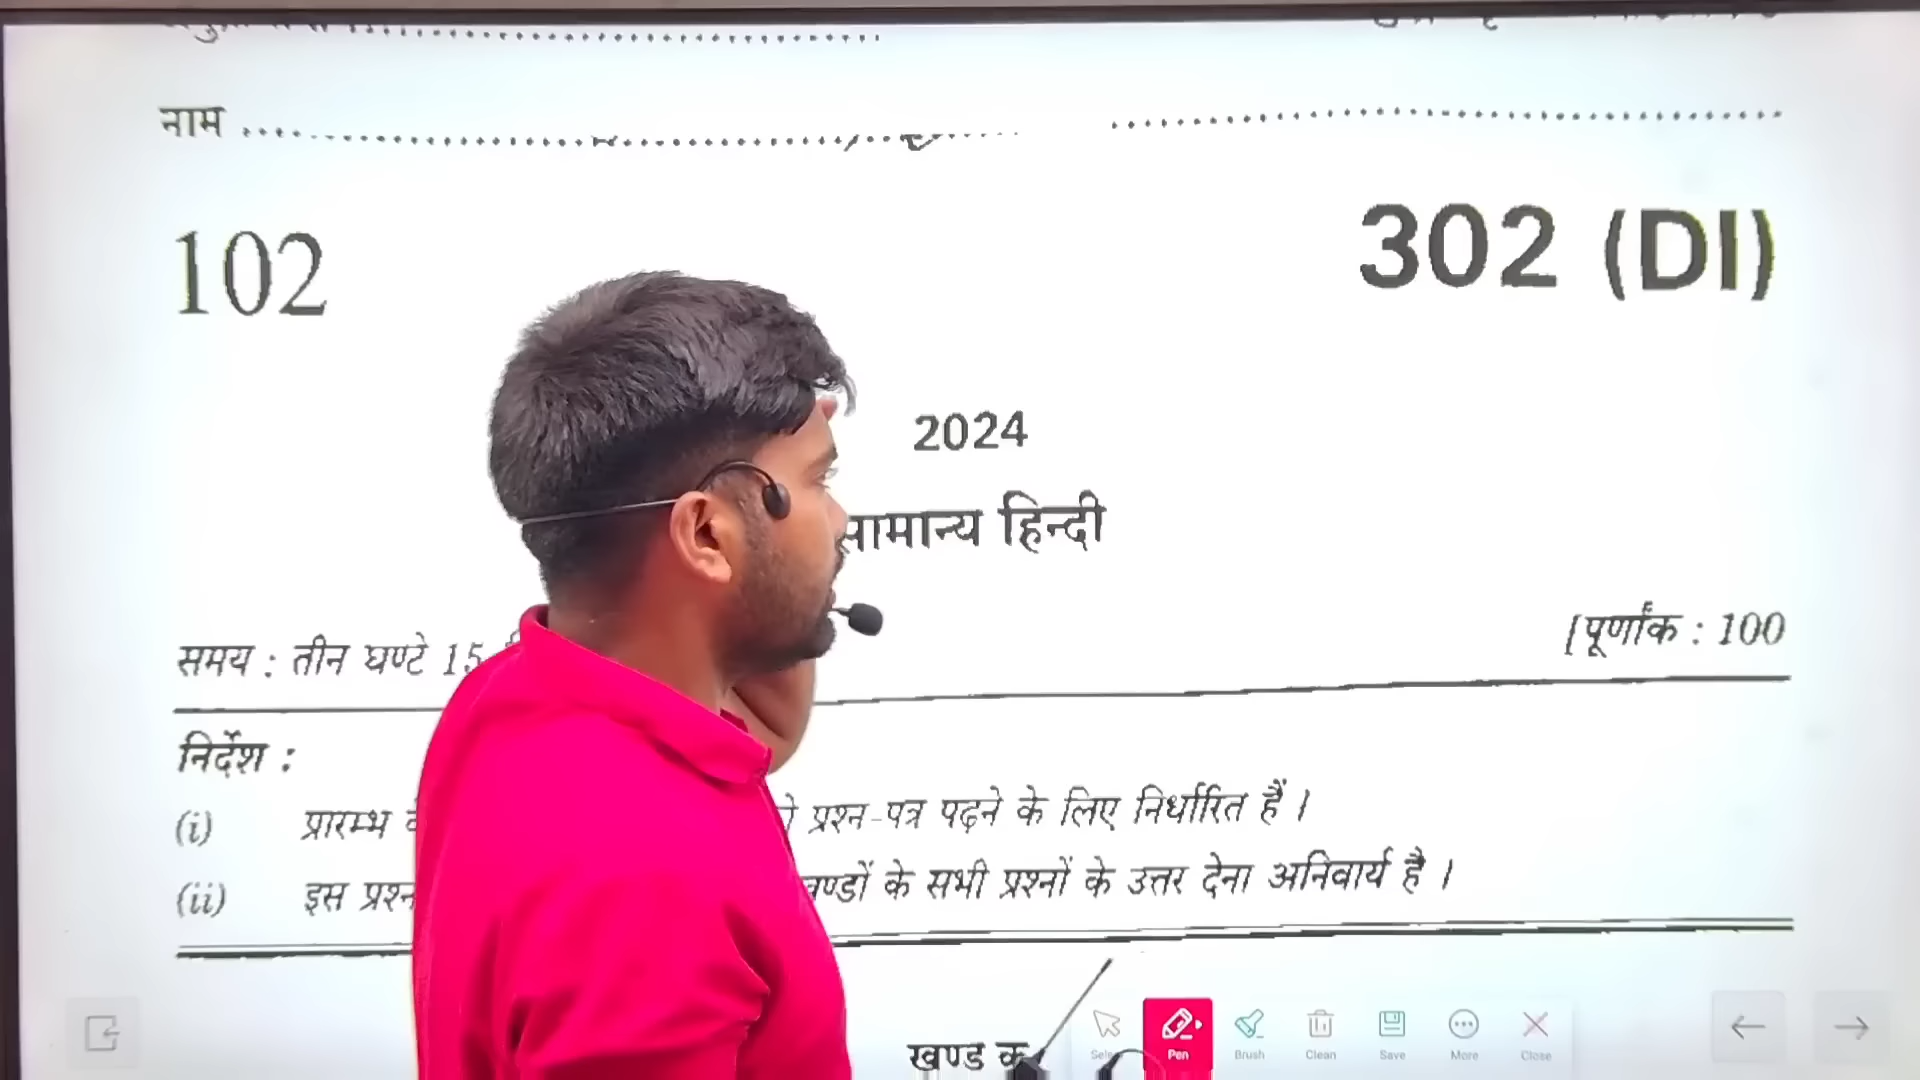 नाम
102
302 (DI)
2024
सामान्य हिन्दी
समय : तीन घण्टे 15
[पूर्णांक : 100
निर्देश :
(i) प्रारम्भ प्रश्न-पत्र पढ़ने के लिए निर्धारित हैं ।
(ii) इस प्रश्न खण्डों के सभी प्रश्नों के उत्तर देना अनिवार्य है ।
खण्ड क
Pen
Brush
Clean
Save
More
Close